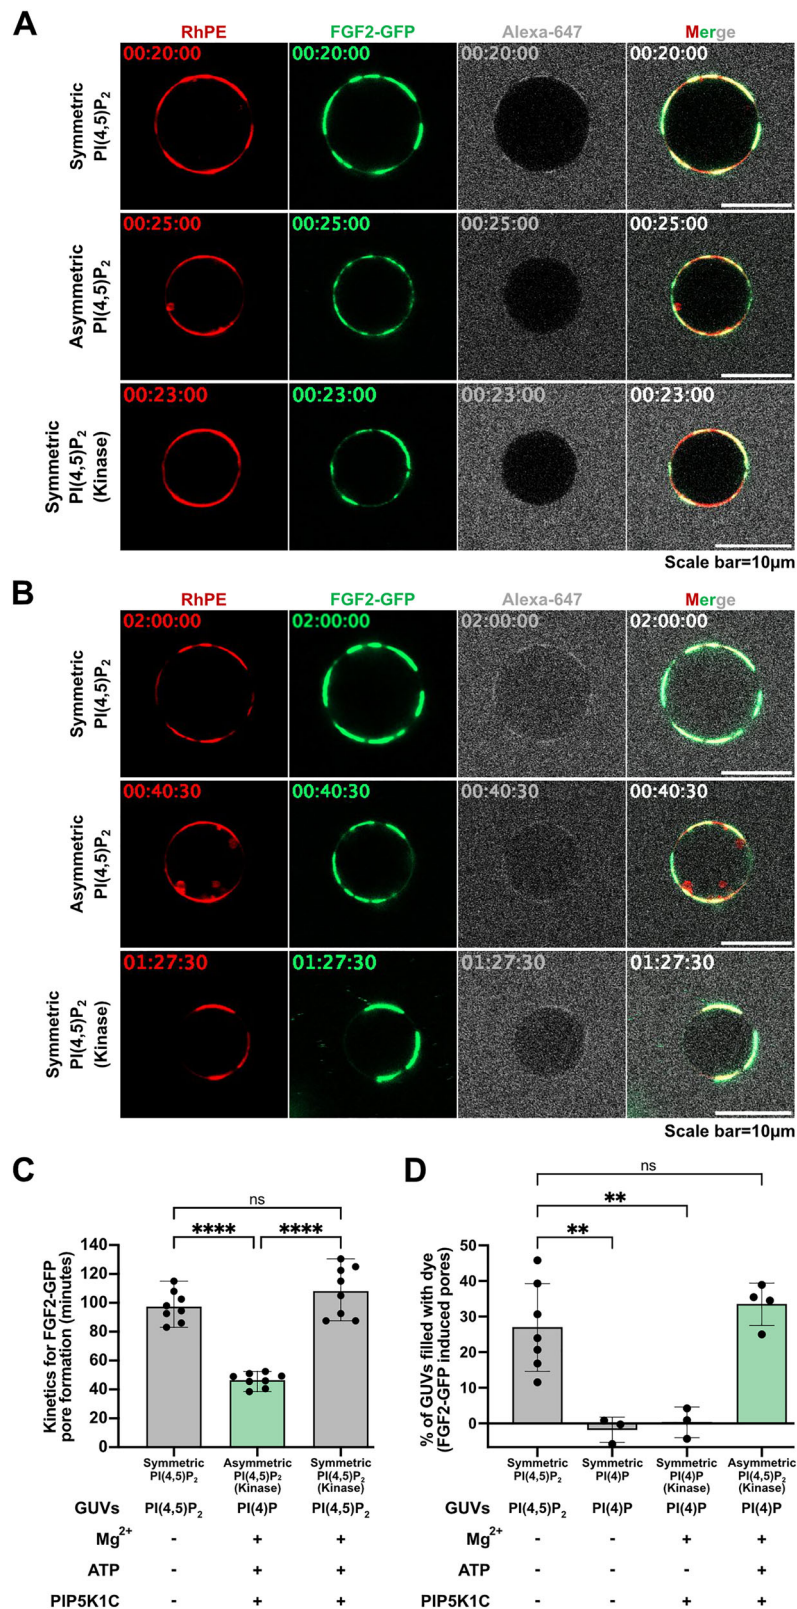 A
RhPE FGF2-GFP Alexa-647 Merge
Symmetric
PI(4,5)P₂
00:20:00 00:20:00 00:20:00 00:20:00
Asymmetric
PI(4,5)P₂
00:25:00 00:25:00 00:25:00 00:25:00
Symmetric
PI(4,5)P₂
(Kinase)
00:23:00 00:23:00 00:23:00 00:23:00
Scale bar=10µm
B
RhPE FGF2-GFP Alexa-647 Merge
Symmetric
PI(4,5)P₂
02:00:00 02:00:00 02:00:00 02:00:00
Asymmetric
PI(4,5)P₂
00:40:30 00:40:30 00:40:30 00:40:30
Symmetric
PI(4,5)P₂
(Kinase)
01:27:30 01:27:30 01:27:30 01:27:30
Scale bar=10µm
C
ns
**** ****
Kinetics for FGF2-GFP
pore formation (minutes)
140
120
100
80
60
40
20
0
Symmetric Asymmetric Symmetric
PI(4,5)P₂ PI(4,5)P₂ PI(4,5)P₂
(Kinase) (Kinase)
GUVs PI(4,5)P₂ PI(4)P PI(4,5)P₂
Mg²⁺ - + +
ATP - + +
PIP5K1C - + +
D
ns
**
**
% of GUVs filled with dye
(FGF2-GFP induced pores)
50
40
30
20
10
0
Symmetric Symmetric Symmetric Asymmetric
PI(4,5)P₂ PI(4)P PI(4)P PI(4,5)P₂
(Kinase) (Kinase)
GUVs PI(4,5)P₂ PI(4)P PI(4)P PI(4)P
Mg²⁺ - - + +
ATP - - - +
PIP5K1C - - + +